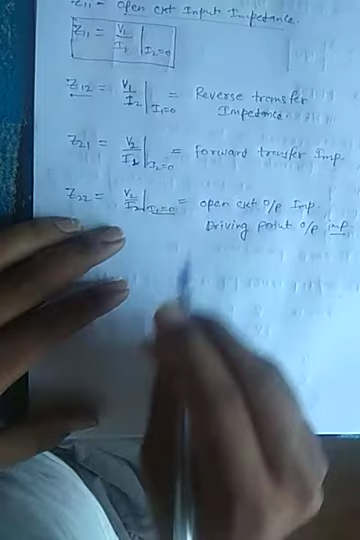 Z11 = Open ckt Input Impedance.
Z11 = V1/I1 | I2=0
Z12 = V1/I2 | I1=0 = Reverse transfer
Impedance.
Z21 = V2/I1 | I2=0 = forward transfer Imp.
Z22 = V2/I2 | I1=0 = open ckt o/p Imp.
Driving point o/p imp.